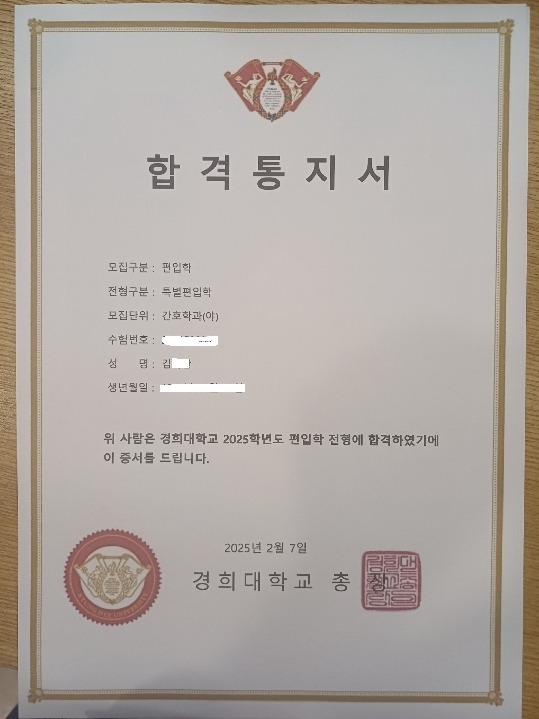 합격통지서
모집구분 : 편입학
전형구분 : 특별편입학
모집단위 : 간호학과(야)
수험번호 :
성 명 : 김
생년월일 :
위 사람은 경희대학교 2025학년도 편입학 전형에 합격하였기에
이 증서를 드립니다.
2025년 2월 7일
경희대학교 총 장